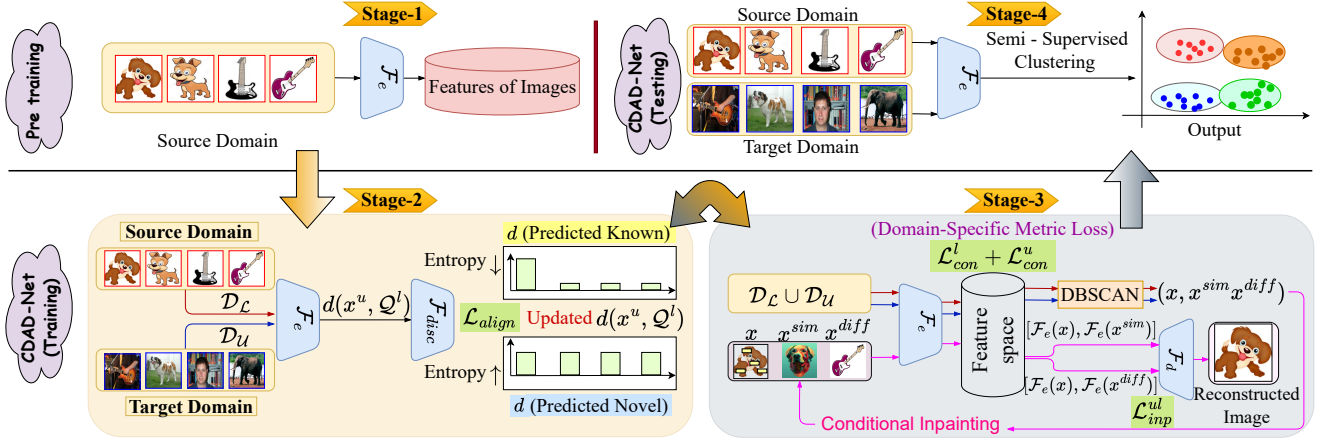 Stage-1
Pre training
ℱ_e
Features of Images
Source Domain
Stage-4
CDAD-Net
(Testing)
Source Domain
Target Domain
ℱ_e
Semi - Supervised
Clustering
Output
Stage-2
CDAD-Net
(Training)
Source Domain
𝒟_ℒ
𝒟_𝒰
Target Domain
ℱ_e
d(x^u, 𝒬^l)
ℱ_disc
ℒ_align
d (Predicted Known)
Entropy ↓
Updated d(x^u, 𝒬^l)
Entropy ↑
d (Predicted Novel)
Stage-3
(Domain-Specific Metric Loss)
ℒ^l_con + ℒ^u_con
𝒟_ℒ ∪ 𝒟_𝒰
x x^sim x^diff
ℱ_e
Feature
space
DBSCAN
(x, x^sim x^diff)
[ℱ_e(x), ℱ_e(x^sim)]
[ℱ_e(x), ℱ_e(x^diff)]
ℱ_d
ℒ^ul_inp
Reconstructed
Image
Conditional Inpainting